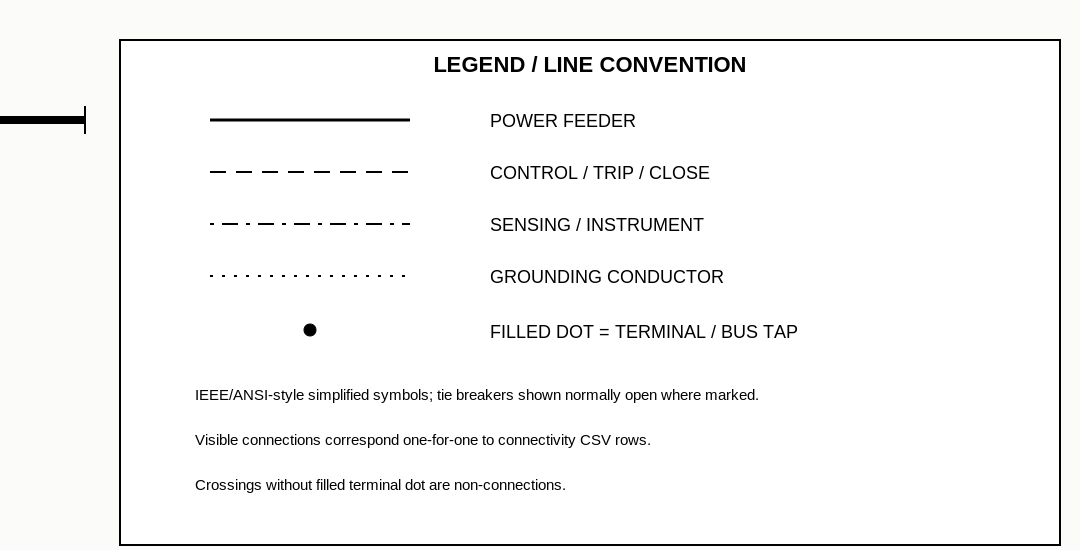 LEGEND / LINE CONVENTION
POWER FEEDER
CONTROL / TRIP / CLOSE
SENSING / INSTRUMENT
GROUNDING CONDUCTOR
FILLED DOT = TERMINAL / BUS TAP
IEEE/ANSI-style simplified symbols; tie breakers shown normally open where marked.
Visible connections correspond one-for-one to connectivity CSV rows.
Crossings without filled terminal dot are non-connections.